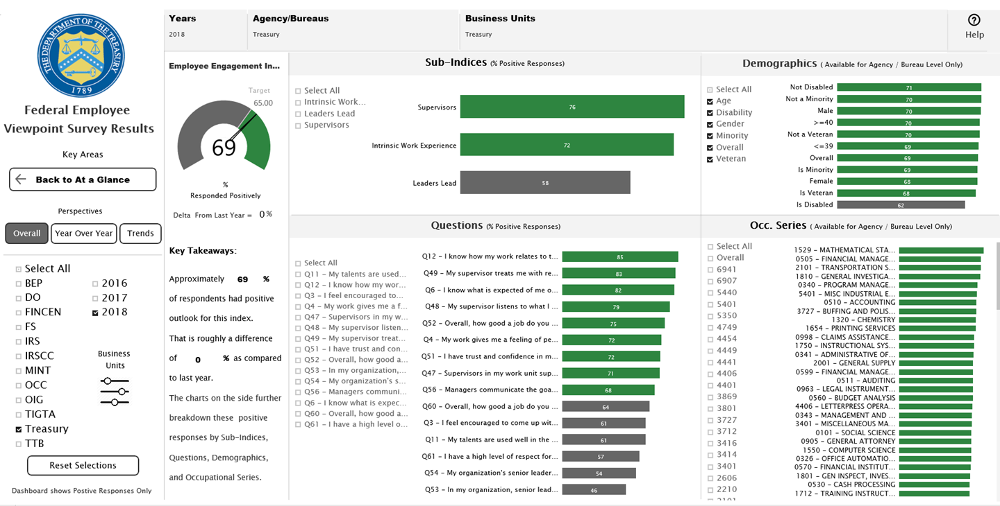 THE DEPARTMENT OF THE TREASURY
1789
Federal Employee
Viewpoint Survey Results
Key Areas
Back to At a Glance
Perspectives
Overall
Year Over Year
Trends
Select All
BEP
2016
DO
2017
FINCEN
2018
FS
IRS
IRSCC
MINT
OCC
OIG
TIGTA
Treasury
TTB
Business
Units
Reset Selections
Dashboard shows Postive Responses Only
Years
2018
Agency/Bureaus
Treasury
Business Units
Treasury
Help
Employee Engagement In...
Target
65.00
69
%
Responded Positively
Delta From Last Year = 0 %
Key Takeaways:
Approximately 69 %
of respondents had positive
outlook for this index.
That is roughly a difference
of 0 % as compared
to last year.
The charts on the side further
breakdown these positive
responses by Sub-Indices,
Questions, Demographics,
and Occupational Series.
Sub-Indices (% Positive Responses)
Select All
Intrinsic Work...
Leaders Lead
Supervisors
Supervisors 76
Intrinsic Work Experience 72
Leaders Lead 58
Demographics ( Available for Agency / Bureau Level Only)
Select All
Age
Disability
Gender
Minority
Overall
Veteran
Not Disabled 71
Not a Minority 70
Male 70
>=40 70
Not a Veteran 70
<=39 69
Overall 69
Is Minority 69
Female 68
Is Veteran 68
Is Disabled 62
Questions (% Positive Responses)
Select All
Q11 - My talents are used...
Q12 - I know how my wor...
Q3 - I feel encouraged to...
Q4 - My work gives me a f...
Q47 - Supervisors in my w...
Q48 - My supervisor listen...
Q49 - My supervisor treat...
Q51 - I have trust and con...
Q52 - Overall, how good a...
Q53 - In my organization,...
Q54 - My organization's s...
Q56 - Managers communi...
Q6 - I know what is expec...
Q60 - Overall, how good a...
Q61 - I have a high level o...
Q12 - I know how my work relates to t... 85
Q49 - My supervisor treats me with re... 83
Q6 - I know what is expected of me o... 82
Q48 - My supervisor listens to what I ... 79
Q52 - Overall, how good a job do you ... 75
Q4 - My work gives me a feeling of pe... 72
Q51 - I have trust and confidence in m... 72
Q47 - Supervisors in my work unit sup... 71
Q56 - Managers communicate the goa... 68
Q60 - Overall, how good a job do you ... 64
Q3 - I feel encouraged to come up wit... 61
Q11 - My talents are used well in the ... 61
Q61 - I have a high level of respect for... 57
Q54 - My organization's senior leader... 54
Q53 - In my organization, senior lead... 46
Occ. Series ( Available for Agency / Bureau Level Only)
Select All
Overall
6941
6907
5440
5401
5350
4749
4454
4449
4441
4406
4401
3869
3801
3727
3712
3416
3414
3401
2606
2210
2101
1529 - MATHEMATICAL STA...
0505 - FINANCIAL MANAGE...
2101 - TRANSPORTATION S...
1810 - GENERAL INVESTIGA...
0340 - PROGRAM MANAGE...
5401 - MISC INDUSTRIAL E...
0510 - ACCOUNTING
3727 - BUFFING AND POLIS...
1320 - CHEMISTRY
1654 - PRINTING SERVICES
0998 - CLAIMS ASSISTANCE...
1750 - INSTRUCTIONAL SYS...
0341 - ADMINISTRATIVE OF...
2001 - GENERAL SUPPLY
0599 - FINANCIAL MANAGE...
0511 - AUDITING
0963 - LEGAL INSTRUMENT...
0560 - BUDGET ANALYSIS
4406 - LETTERPRESS OPERA...
0343 - MANAGEMENT AND ...
3401 - MISCELLANEOUS MA...
0101 - SOCIAL SCIENCE
0905 - GENERAL ATTORNEY
1550 - COMPUTER SCIENCE
0326 - OFFICE AUTOMATIO...
0570 - FINANCIAL INSTITUT...
1801 - GEN INSPECT, INVES...
0530 - CASH PROCESSING
1712 - TRAINING INSTRUCT...